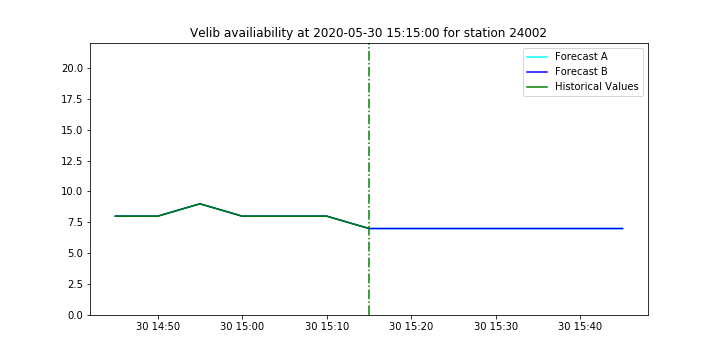 Velib availiability at 2020-05-30 15:15:00 for station 24002
Forecast A
Forecast B
Historical Values
20.0
17.5
15.0
12.5
10.0
7.5
5.0
2.5
0.0
30 14:50 30 15:00 30 15:10 30 15:20 30 15:30 30 15:40